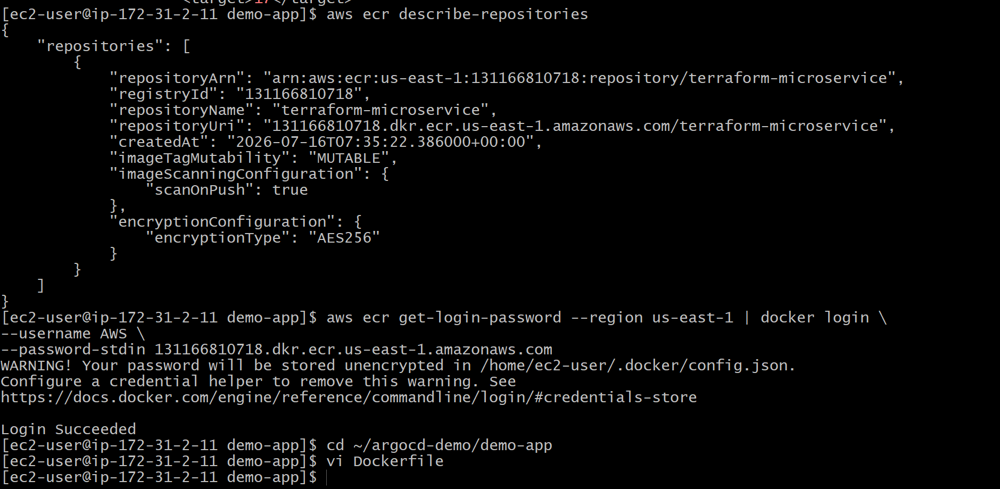 <target>17</target>
[ec2-user@ip-172-31-2-11 demo-app]$ aws ecr describe-repositories
{
    "repositories": [
        {
            "repositoryArn": "arn:aws:ecr:us-east-1:131166810718:repository/terraform-microservice",
            "registryId": "131166810718",
            "repositoryName": "terraform-microservice",
            "repositoryUri": "131166810718.dkr.ecr.us-east-1.amazonaws.com/terraform-microservice",
            "createdAt": "2026-07-16T07:35:22.386000+00:00",
            "imageTagMutability": "MUTABLE",
            "imageScanningConfiguration": {
                "scanOnPush": true
            },
            "encryptionConfiguration": {
                "encryptionType": "AES256"
            }
        }
    ]
}
[ec2-user@ip-172-31-2-11 demo-app]$ aws ecr get-login-password --region us-east-1 | docker login \
--username AWS \
--password-stdin 131166810718.dkr.ecr.us-east-1.amazonaws.com
WARNING! Your password will be stored unencrypted in /home/ec2-user/.docker/config.json.
Configure a credential helper to remove this warning. See
https://docs.docker.com/engine/reference/commandline/login/#credentials-store

Login Succeeded
[ec2-user@ip-172-31-2-11 demo-app]$ cd ~/argocd-demo/demo-app
[ec2-user@ip-172-31-2-11 demo-app]$ vi Dockerfile
[ec2-user@ip-172-31-2-11 demo-app]$